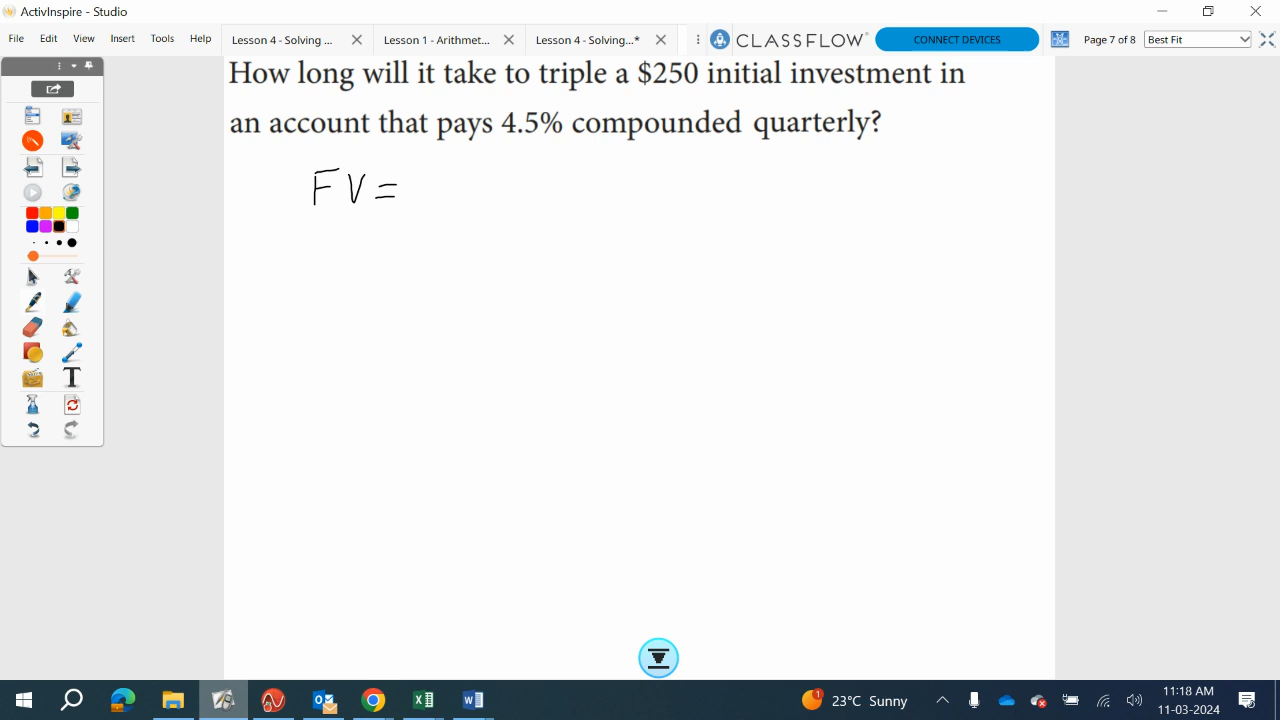 ActivInspire - Studio
File Edit View Insert Tools Help
Lesson 4 - Solving ...
Lesson 1 - Arithmet...
Lesson 4 - Solving...*
CLASSFLOW
CONNECT DEVICES
Page 7 of 8
Best Fit
How long will it take to triple a $250 initial investment in
an account that pays 4.5% compounded quarterly?
FV=
T
1
23°C Sunny
11:18 AM
11-03-2024